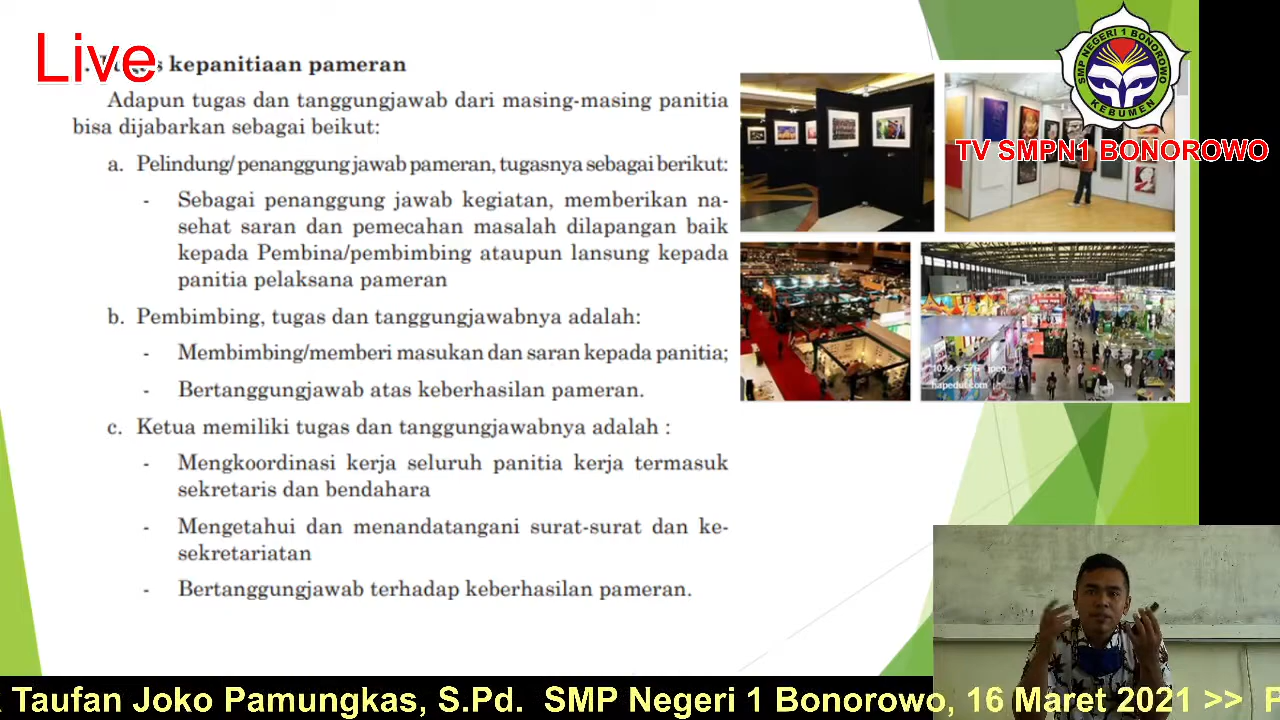 Live
kepanitiaan pameran
Adapun tugas dan tanggungjawab dari masing-masing panitia
bisa dijabarkan sebagai beikut:
a. Pelindung/penanggung jawab pameran, tugasnya sebagai berikut:
- Sebagai penanggung jawab kegiatan, memberikan na-
sehat saran dan pemecahan masalah dilapangan baik
kepada Pembina/pembimbing ataupun lansung kepada
panitia pelaksana pameran
b. Pembimbing, tugas dan tanggungjawabnya adalah:
- Membimbing/memberi masukan dan saran kepada panitia;
- Bertanggungjawab atas keberhasilan pameran.
c. Ketua memiliki tugas dan tanggungjawabnya adalah :
- Mengkoordinasi kerja seluruh panitia kerja termasuk
sekretaris dan bendahara
- Mengetahui dan menandatangani surat-surat dan ke-
sekretariatan
- Bertanggungjawab terhadap keberhasilan pameran.
SMP NEGERI 1 BONOROWO
KEBUMEN
TV SMPN1 BONOROWO
1024 x 576 jpeg
hapedul.com
Taufan Joko Pamungkas, S.Pd. SMP Negeri 1 Bonorowo, 16 Maret 2021 >> P